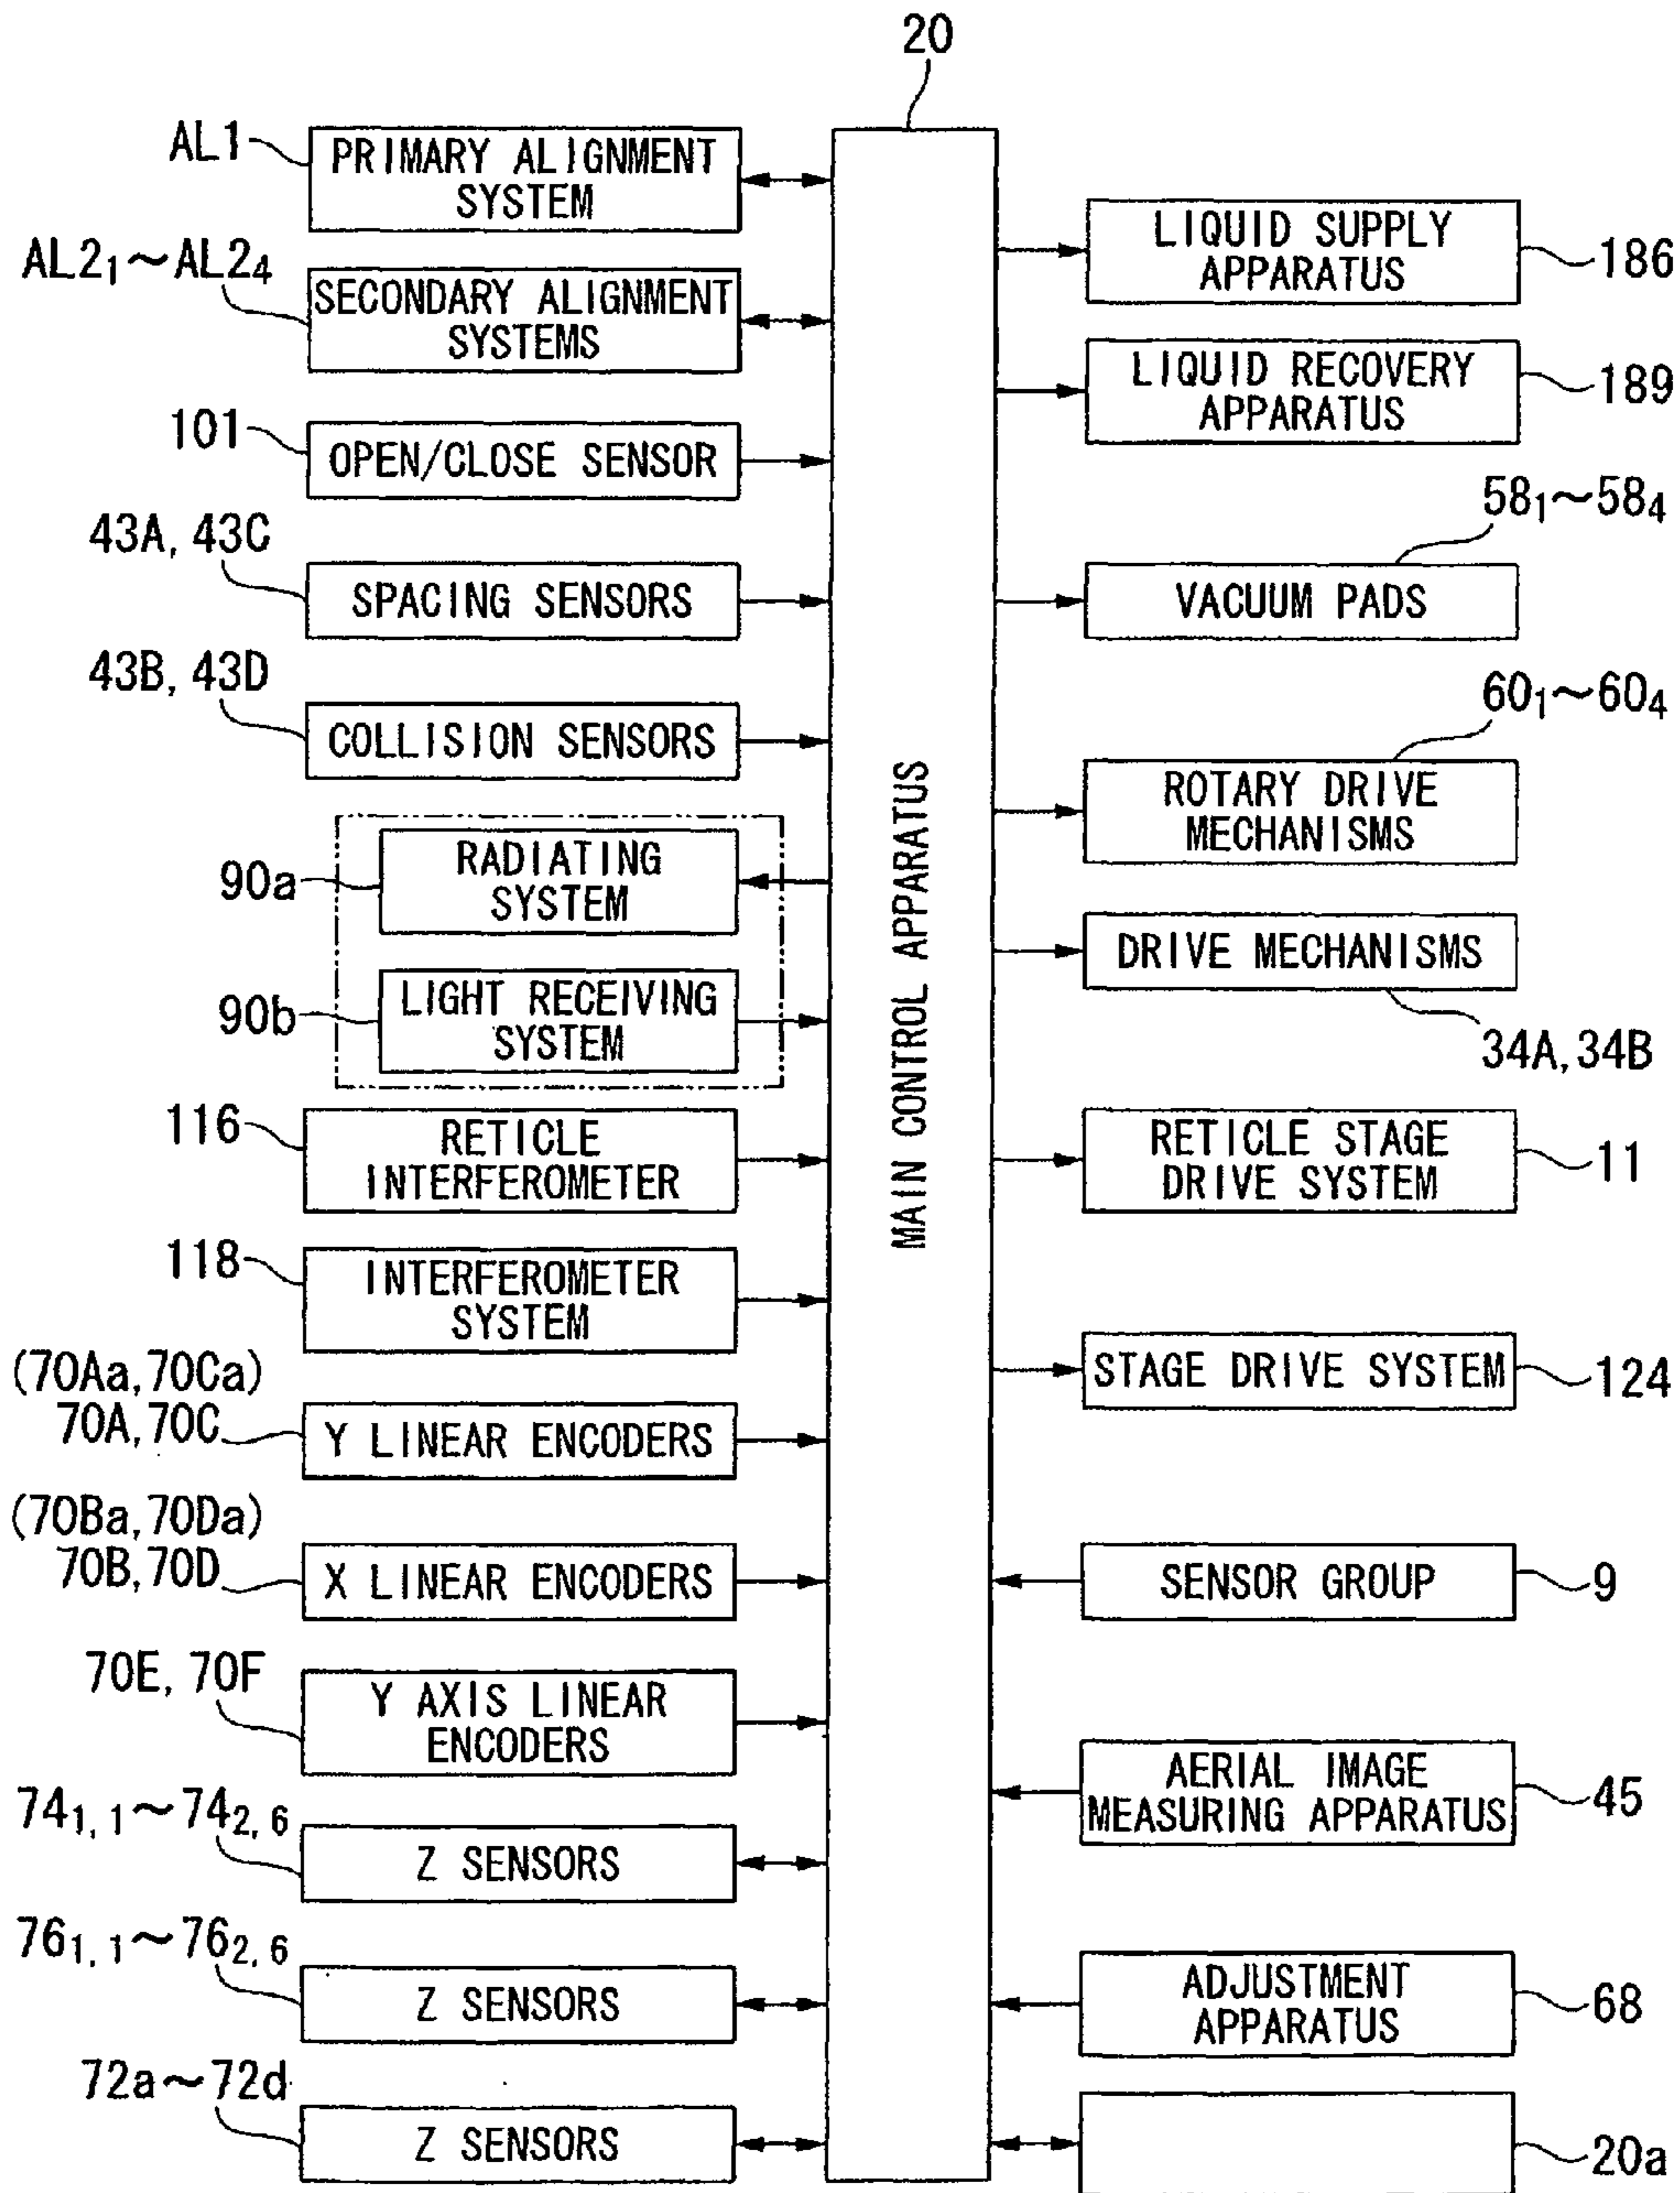 20
AL1
PRIMARY ALIGNMENT
SYSTEM
AL2₁～AL2₄
SECONDARY ALIGNMENT
SYSTEMS
101
OPEN/CLOSE SENSOR
43A, 43C
SPACING SENSORS
43B, 43D
COLLISION SENSORS
90a
RADIATING
SYSTEM
90b
LIGHT RECEIVING
SYSTEM
116
RETICLE
INTERFEROMETER
118
INTERFEROMETER
SYSTEM
(70Aa, 70Ca)
70A, 70C
Y LINEAR ENCODERS
(70Ba, 70Da)
70B, 70D
X LINEAR ENCODERS
70E, 70F
Y AXIS LINEAR
ENCODERS
74₁,₁～74₂,₆
Z SENSORS
76₁,₁～76₂,₆
Z SENSORS
72a～72d
Z SENSORS
MAIN CONTROL APPARATUS
LIQUID SUPPLY
APPARATUS
186
LIQUID RECOVERY
APPARATUS
189
58₁～58₄
VACUUM PADS
60₁～60₄
ROTARY DRIVE
MECHANISMS
DRIVE MECHANISMS
34A, 34B
RETICLE STAGE
DRIVE SYSTEM
11
STAGE DRIVE SYSTEM
124
SENSOR GROUP
9
AERIAL IMAGE
MEASURING APPARATUS
45
ADJUSTMENT
APPARATUS
68
20a